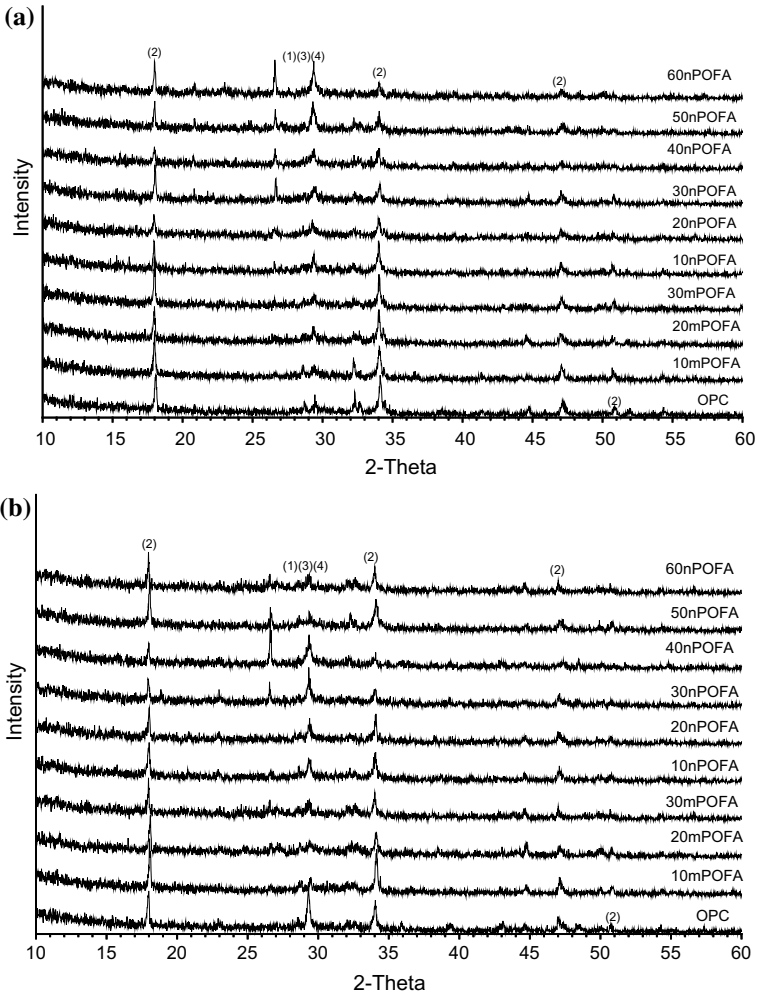 (a)
(2)
(1)(3)(4)
(2)
(2)
60nPOFA
50nPOFA
40nPOFA
30nPOFA
20nPOFA
10nPOFA
30mPOFA
20mPOFA
10mPOFA
OPC
(2)
Intensity
10 15 20 25 30 35 40 45 50 55 60
2-Theta
(b)
(2)
(1)(3)(4)
(2)
(2)
60nPOFA
50nPOFA
40nPOFA
30nPOFA
20nPOFA
10nPOFA
30mPOFA
20mPOFA
10mPOFA
OPC
(2)
Intensity
10 20 25 30 35 40 45 50 55 60
2-Theta